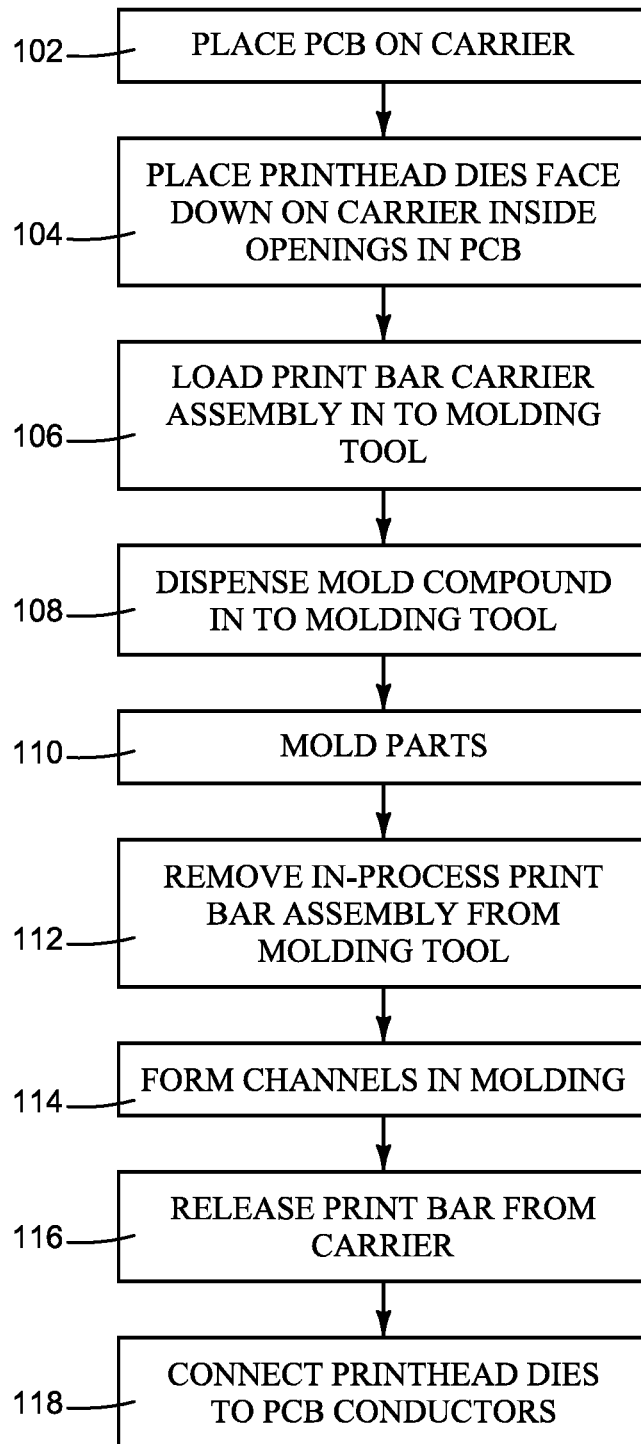 102
PLACE PCB ON CARRIER
104
PLACE PRINTHEAD DIES FACE
DOWN ON CARRIER INSIDE
OPENINGS IN PCB
106
LOAD PRINT BAR CARRIER
ASSEMBLY IN TO MOLDING
TOOL
108
DISPENSE MOLD COMPOUND
IN TO MOLDING TOOL
110
MOLD PARTS
112
REMOVE IN-PROCESS PRINT
BAR ASSEMBLY FROM
MOLDING TOOL
114
FORM CHANNELS IN MOLDING
116
RELEASE PRINT BAR FROM
CARRIER
118
CONNECT PRINTHEAD DIES
TO PCB CONDUCTORS